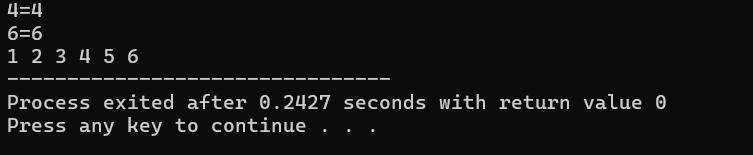 4=4
6=6
1 2 3 4 5 6
--------------------------------
Process exited after 0.2427 seconds with return value 0
Press any key to continue . . .